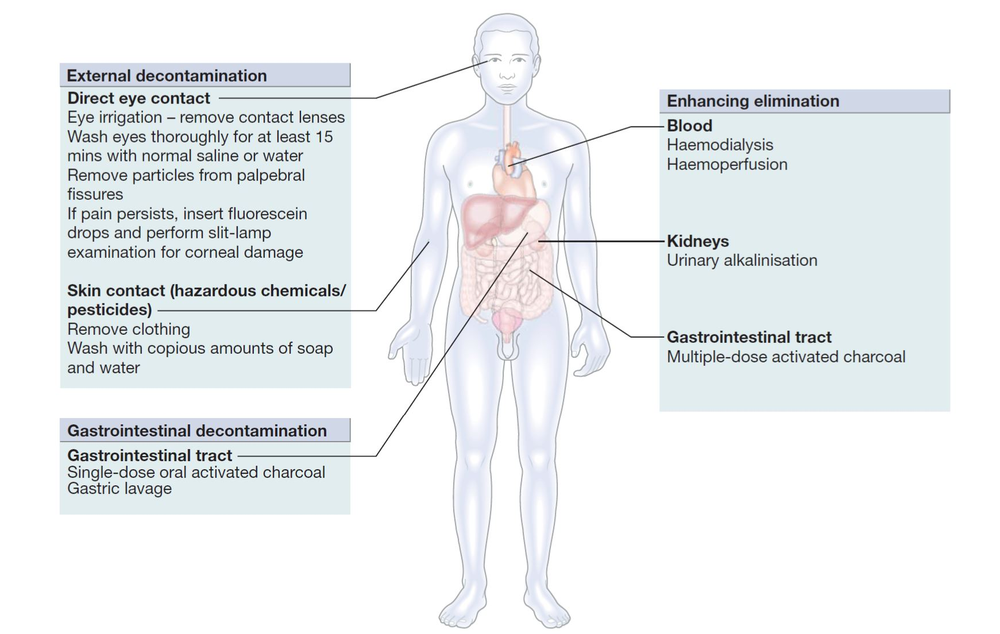 External decontamination
Direct eye contact
Eye irrigation – remove contact lenses
Wash eyes thoroughly for at least 15
mins with normal saline or water
Remove particles from palpebral
fissures
If pain persists, insert fluorescein
drops and perform slit-lamp
examination for corneal damage
Skin contact (hazardous chemicals/
pesticides)
Remove clothing
Wash with copious amounts of soap
and water
Gastrointestinal decontamination
Gastrointestinal tract
Single-dose oral activated charcoal
Gastric lavage
Enhancing elimination
Blood
Haemodialysis
Haemoperfusion
Kidneys
Urinary alkalinisation
Gastrointestinal tract
Multiple-dose activated charcoal